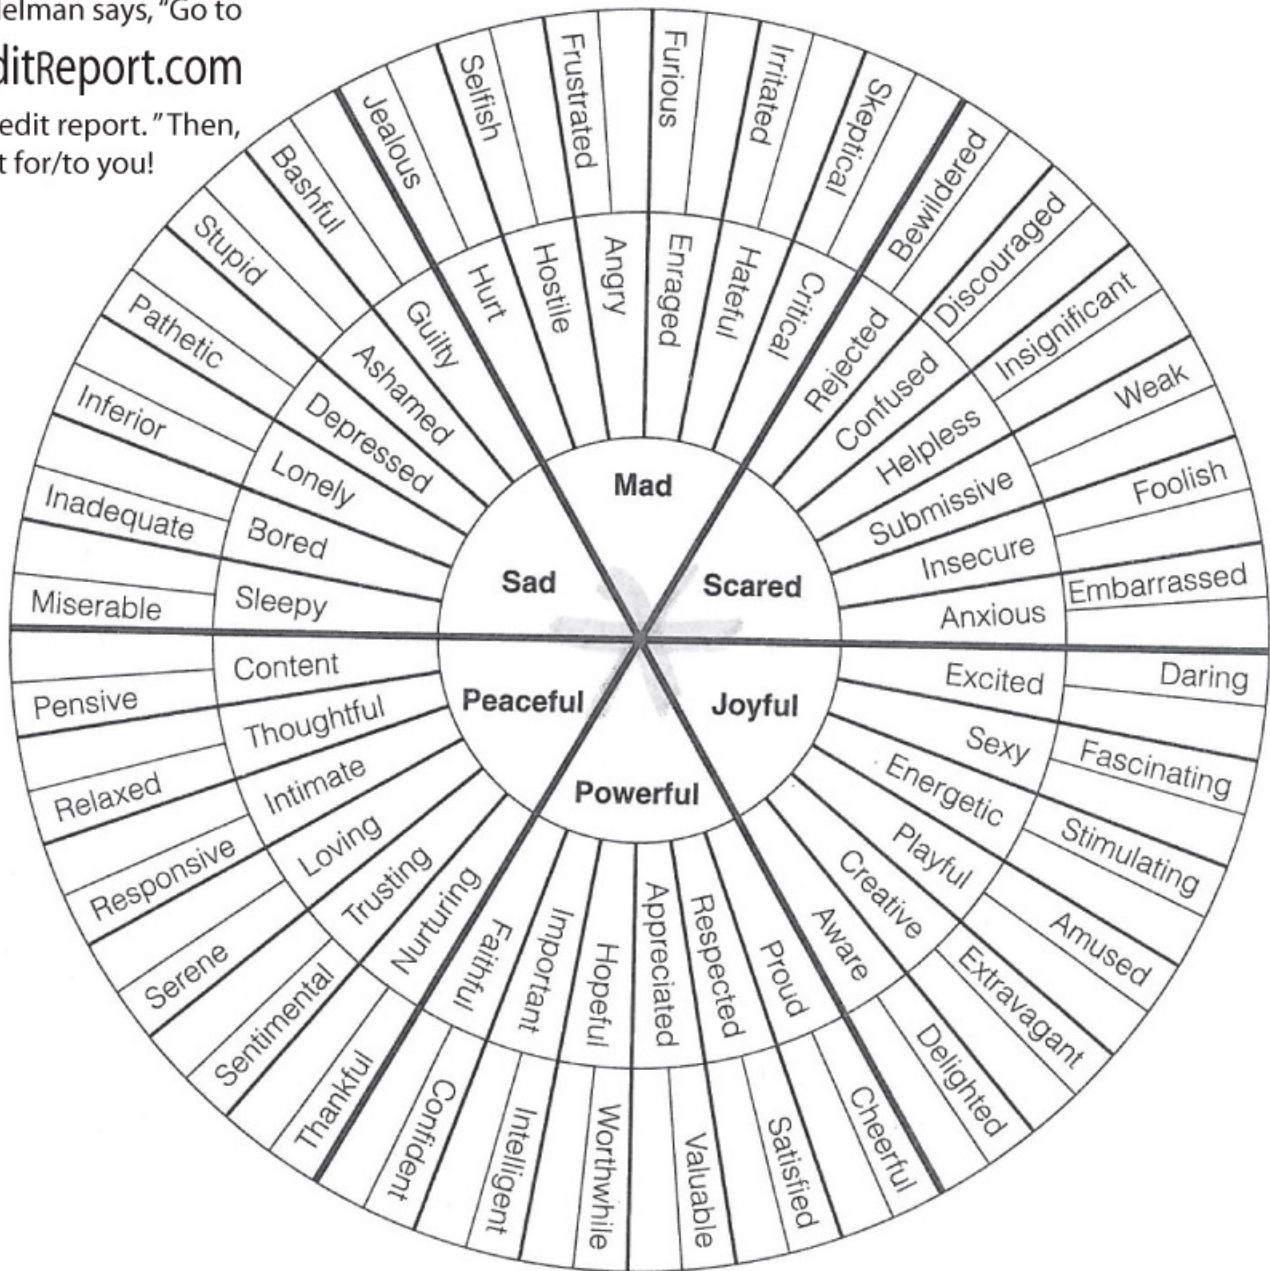 elman says, "Go to
ditReport.com
edit report." Then,
t for/to you!
Mad
Scared
Joyful
Powerful
Peaceful
Sad
Hurt
Hostile
Angry
Enraged
Hateful
Critical
Rejected
Confused
Helpless
Submissive
Insecure
Anxious
Excited
Sexy
Energetic
Playful
Creative
Aware
Proud
Respected
Appreciated
Hopeful
Important
Faithful
Nurturing
Trusting
Loving
Intimate
Thoughtful
Content
Sleepy
Bored
Lonely
Depressed
Ashamed
Guilty
Jealous
Selfish
Frustrated
Furious
Irritated
Skeptical
Bewildered
Discouraged
Insignificant
Weak
Foolish
Embarrassed
Daring
Fascinating
Stimulating
Amused
Extravagant
Delighted
Cheerful
Satisfied
Valuable
Worthwhile
Intelligent
Confident
Thankful
Sentimental
Serene
Responsive
Relaxed
Pensive
Miserable
Inadequate
Inferior
Pathetic
Stupid
Bashful